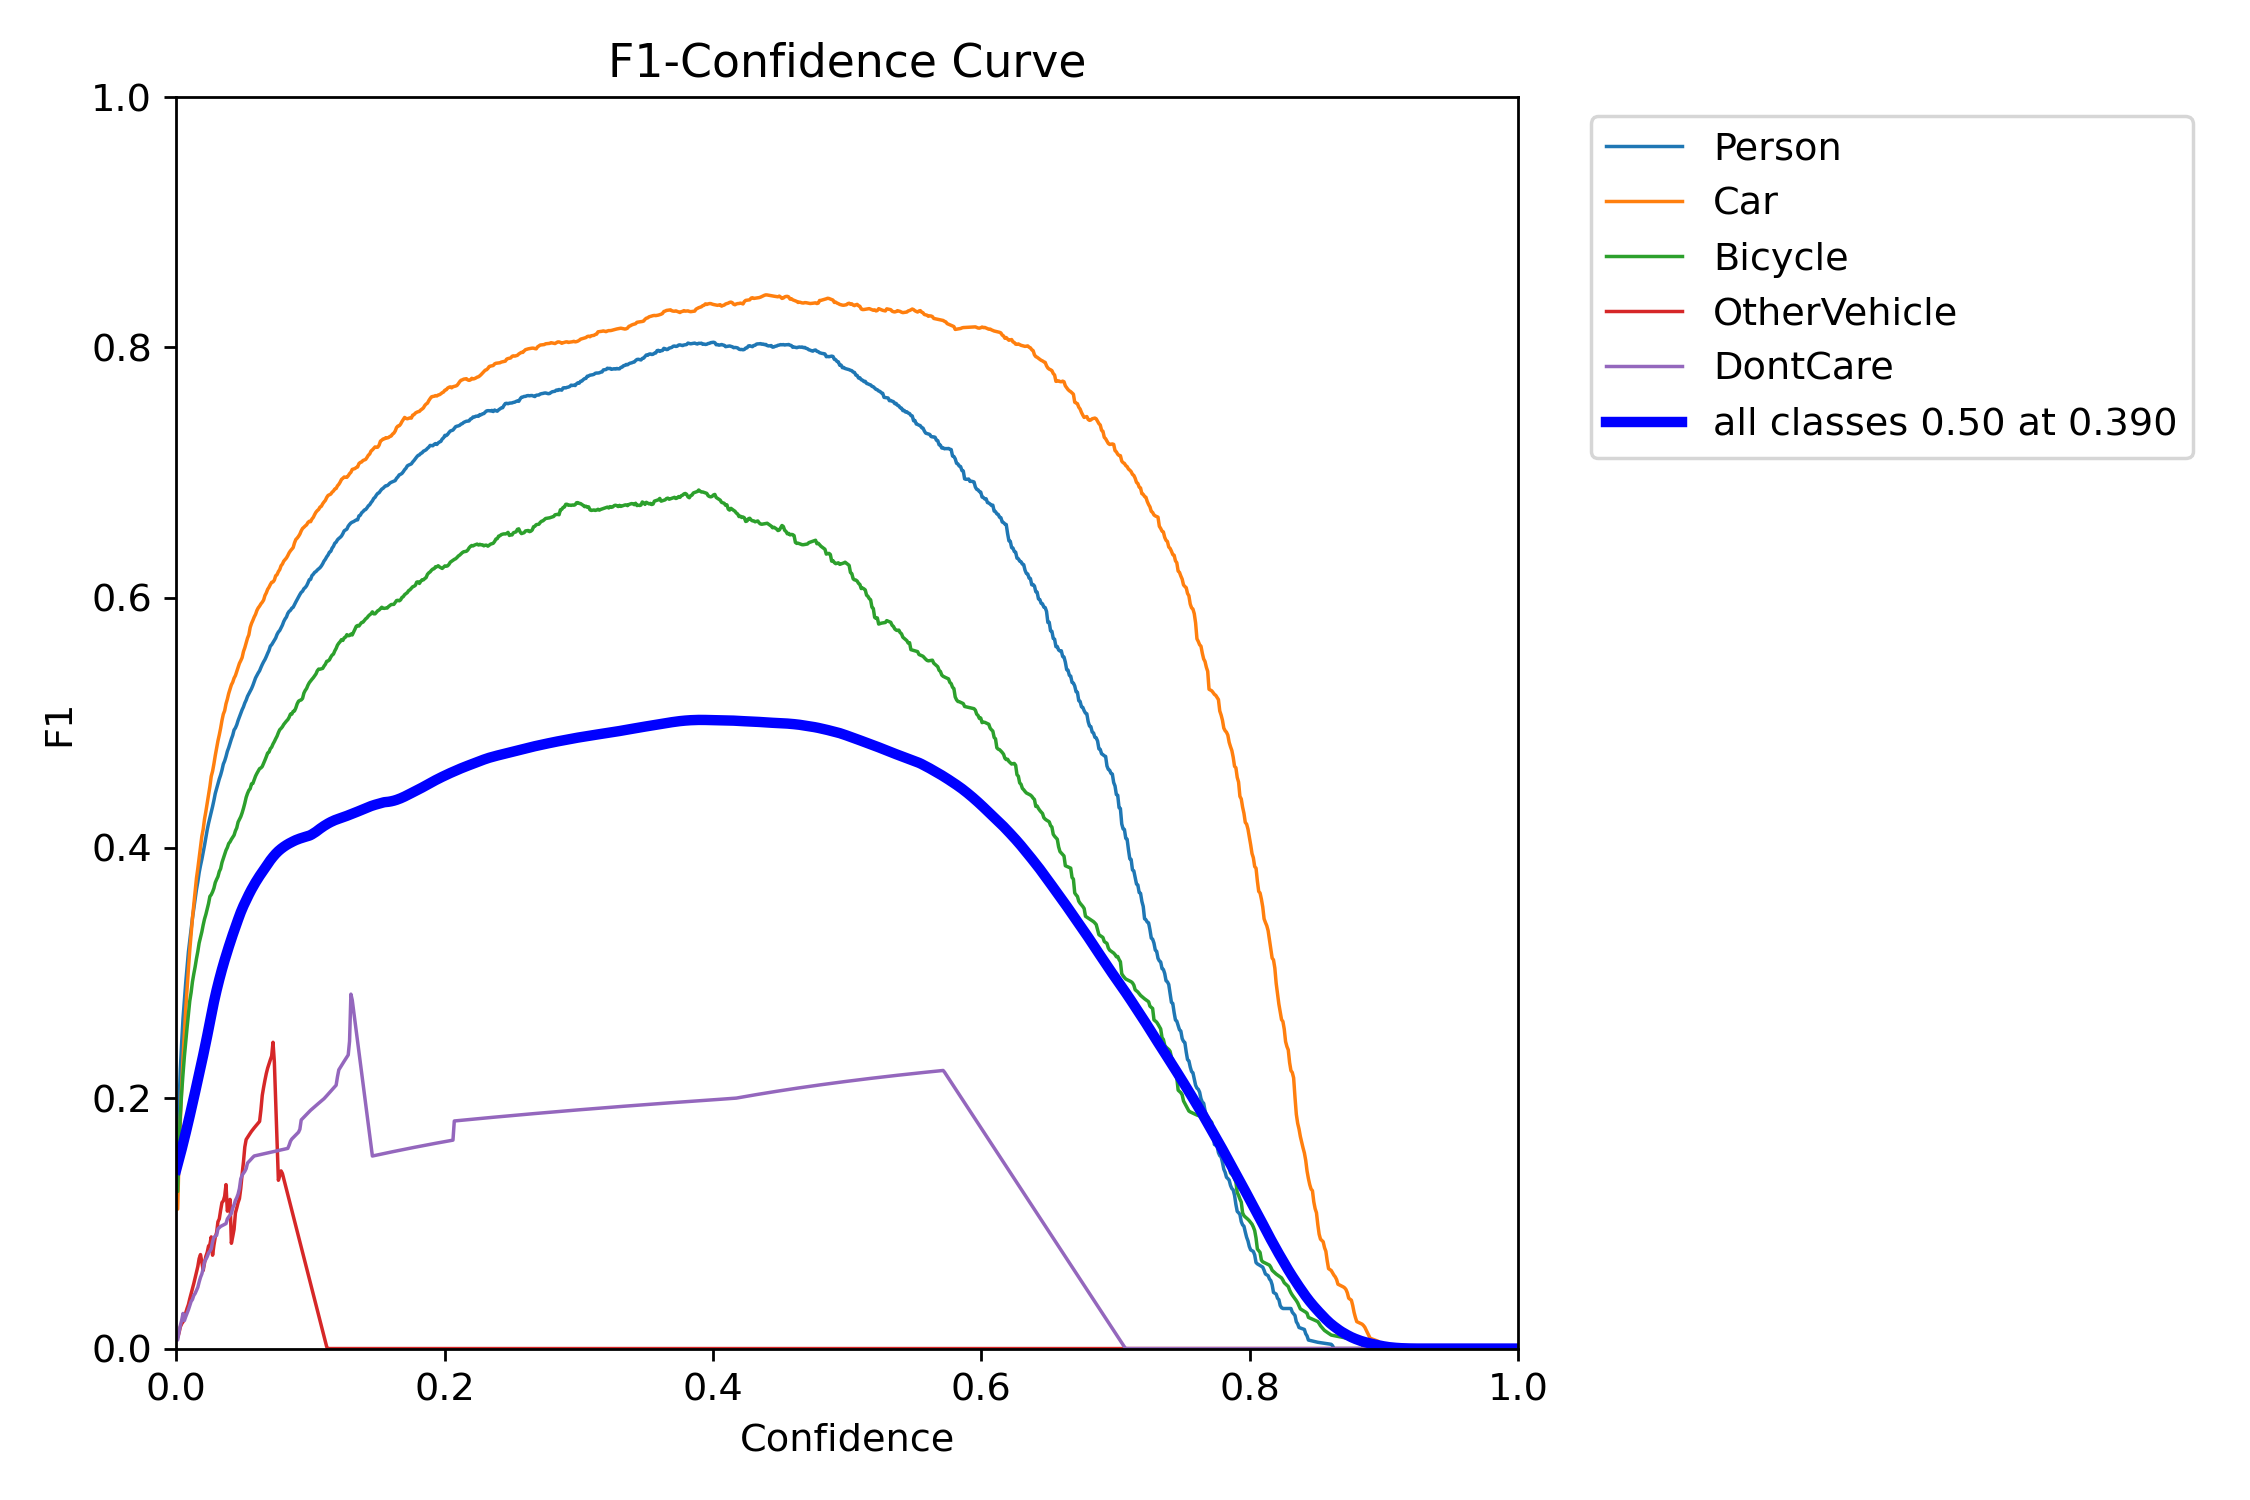 F1-Confidence Curve
1.0
0.8
0.6
0.4
0.2
0.0
F1
0.0 0.2 0.4 0.6 0.8 1.0
Confidence
Person
Car
Bicycle
OtherVehicle
DontCare
all classes 0.50 at 0.390